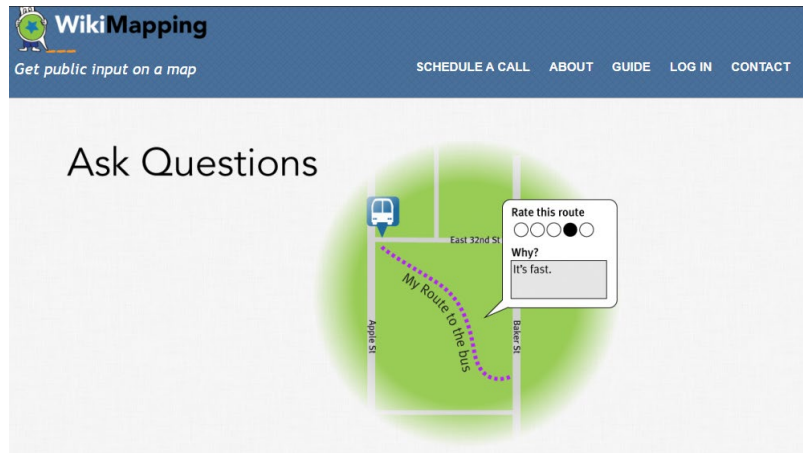 WikiMapping
Get public input on a map
SCHEDULE A CALL ABOUT GUIDE LOG IN CONTACT
Ask Questions
Rate this route
East 32nd St
Why?
It's fast.
My Route to the bus
Apple St
Baker St